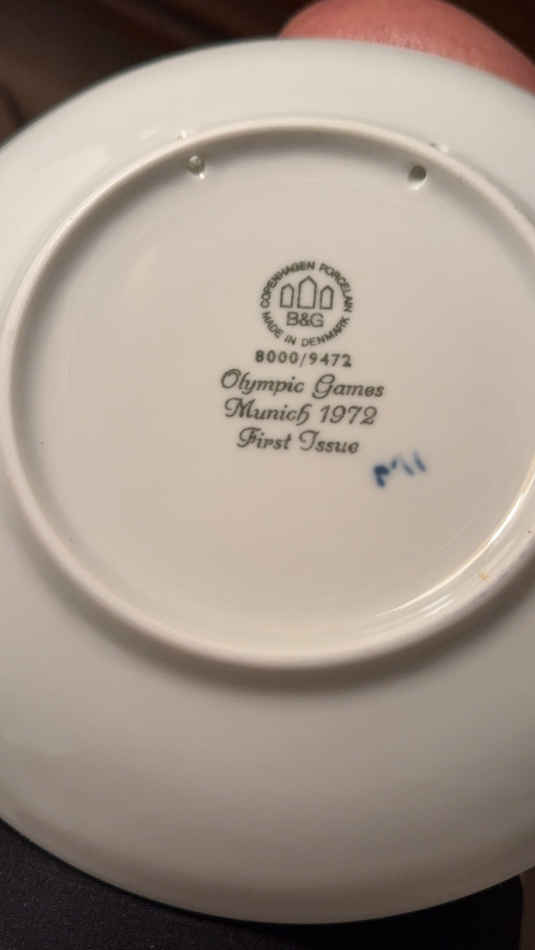 COPENHAGEN PORCELAIN
B&G
MADE IN DENMARK
8000/9472
Olympic Games
Munich 1972
First Issue